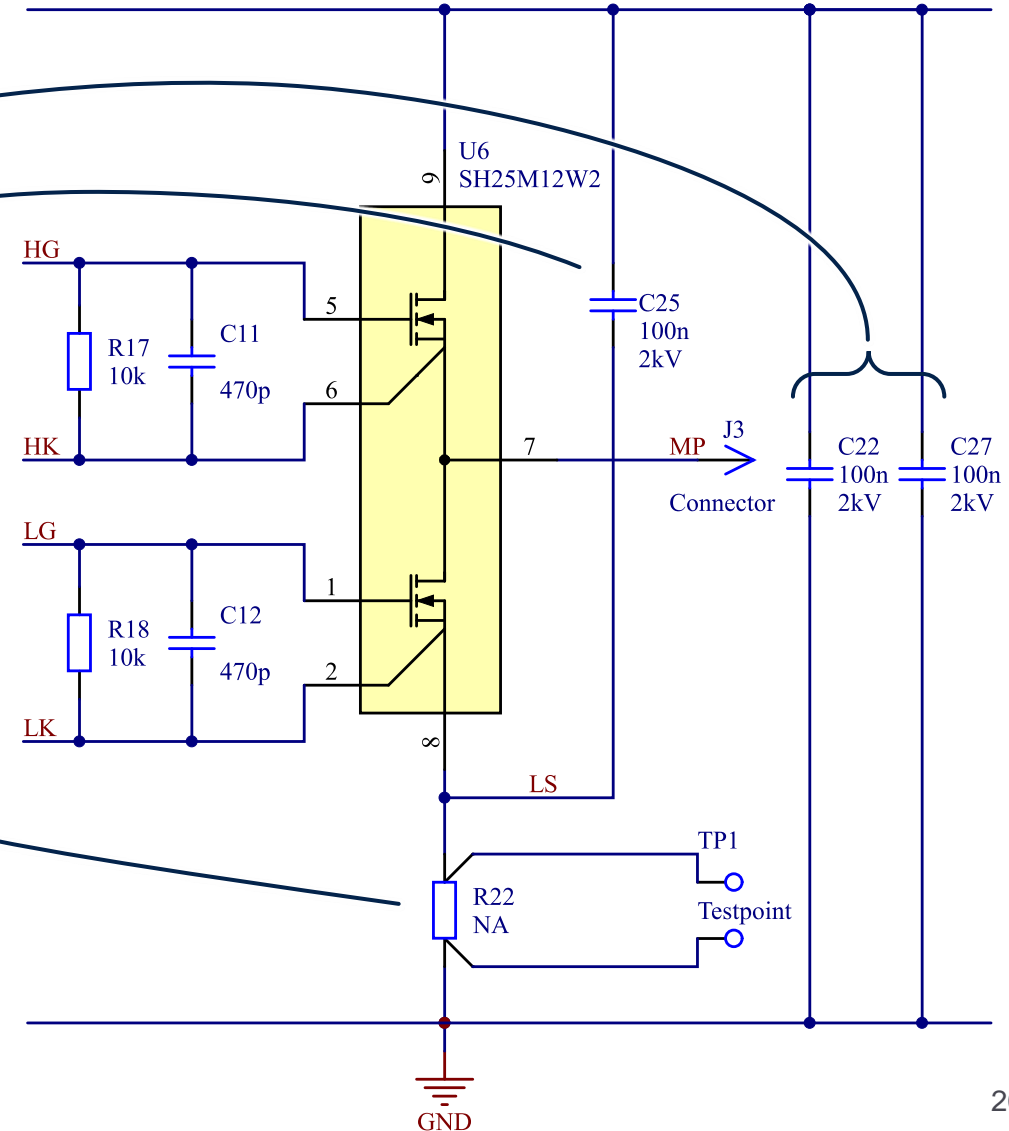 U6
SH25M12W2
9
HG
5
C11
R17
10k
470p
6
HK
C25
100n
2kV
7
MP
J3
Connector
C22
100n
2kV
C27
100n
2kV
LG
1
C12
R18
10k
470p
2
LK
8
LS
TP1
R22
NA
Testpoint
GND